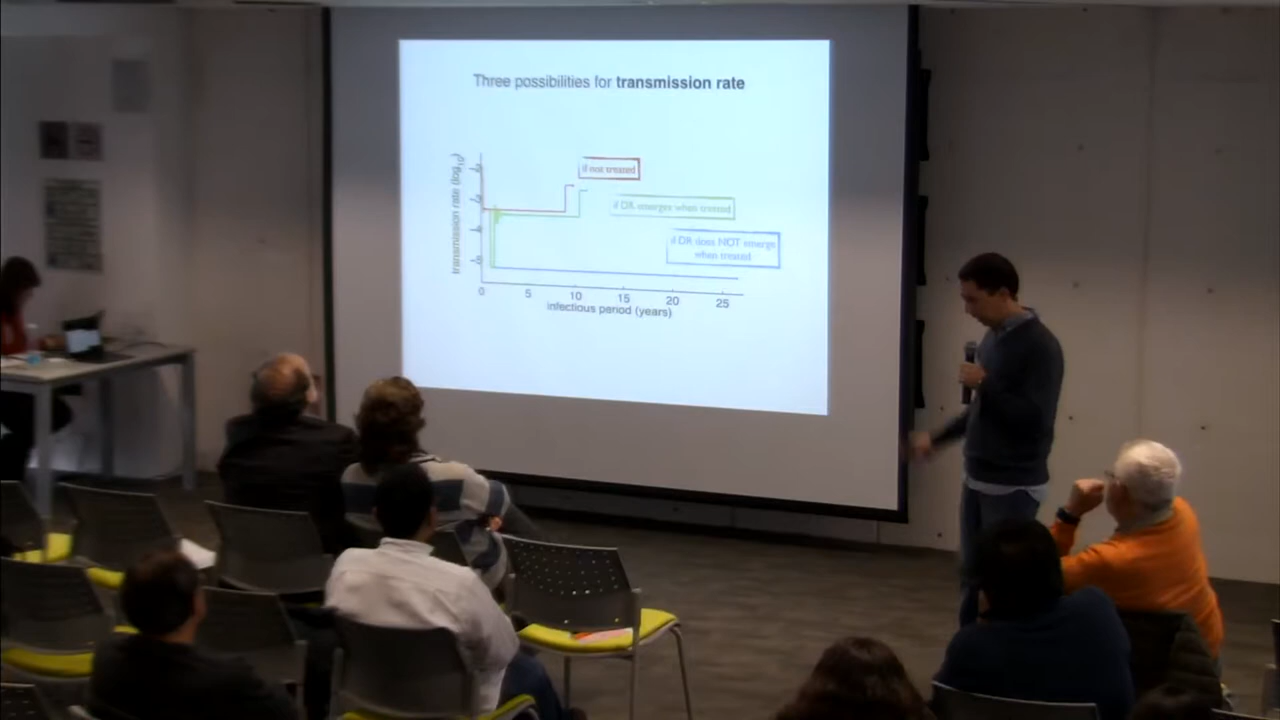 Three possibilities for transmission rate
transmission rate (log10)
if not treated
if DR emerges when treated
if DR does NOT emerge
when treated
0 5 10 15 20 25
infectious period (years)